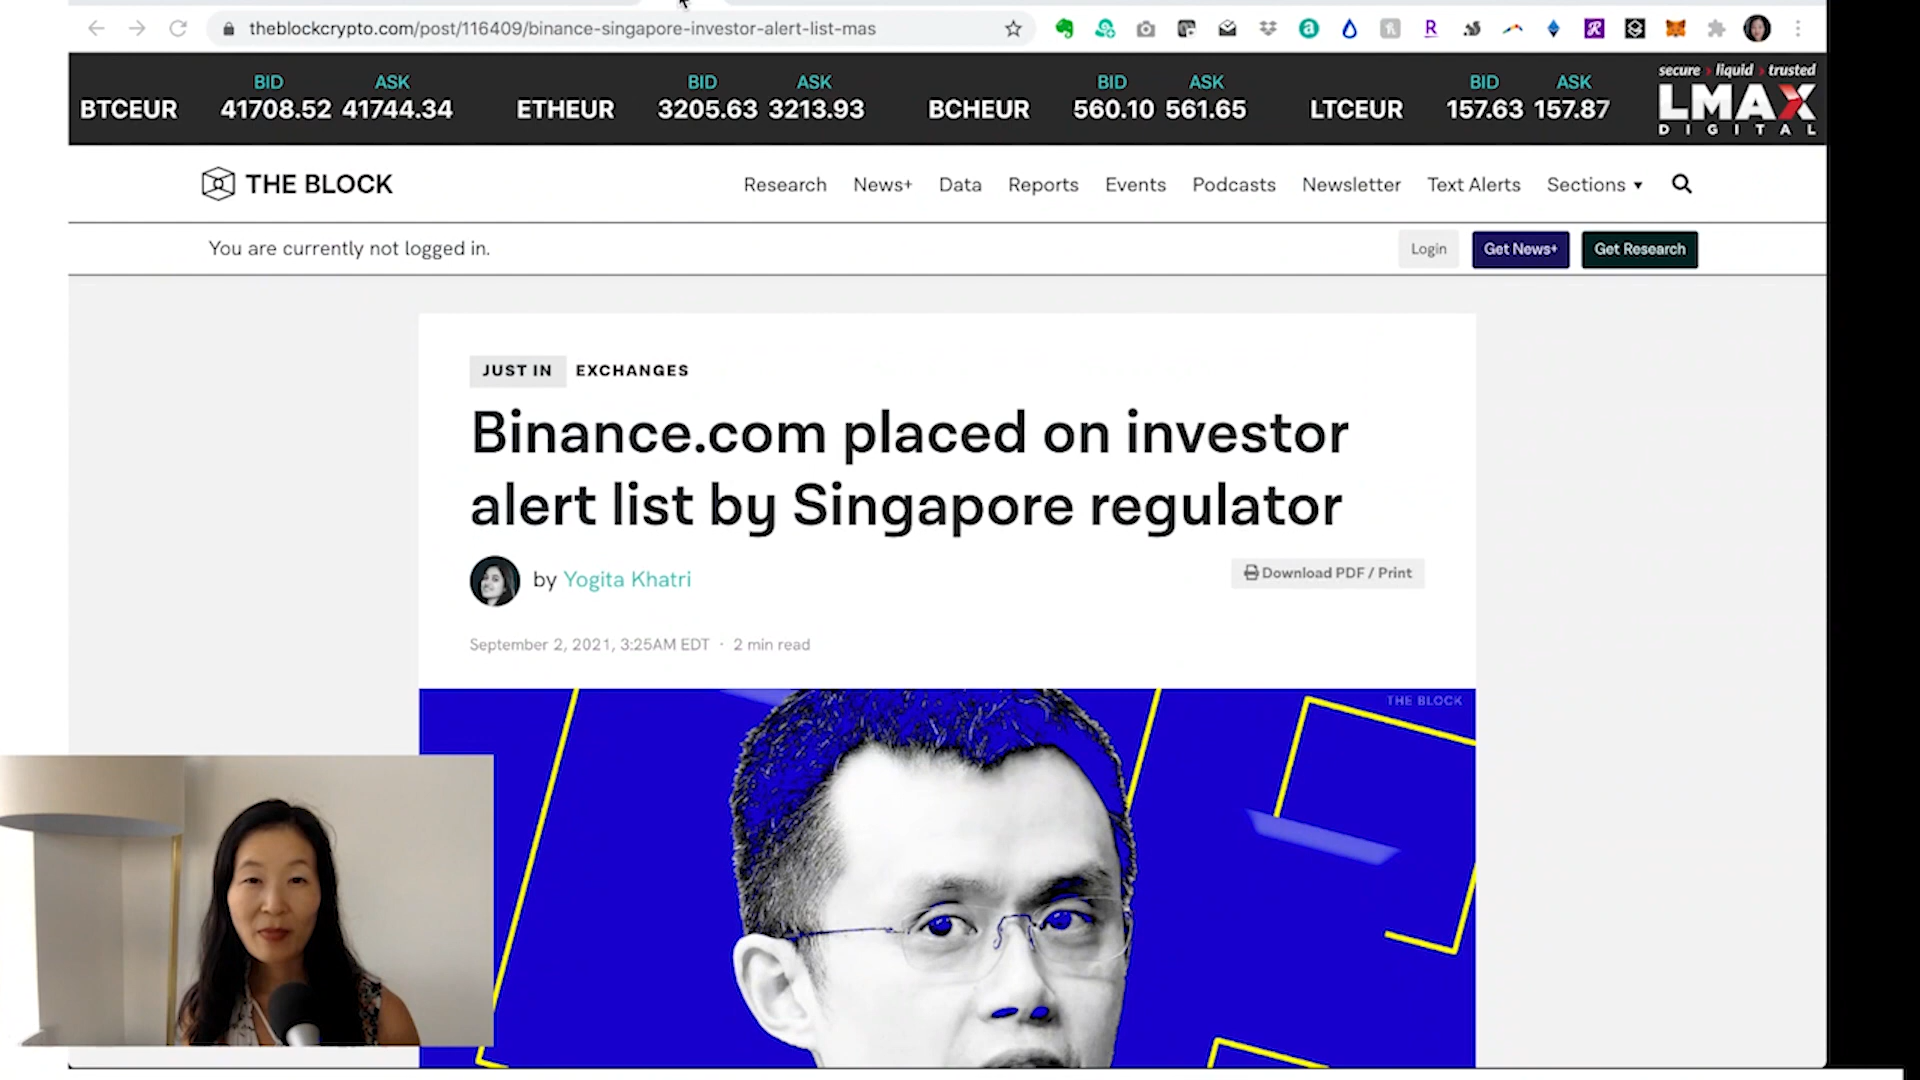 theblockcrypto.com/post/116409/binance-singapore-investor-alert-list-mas
BID ASK BID ASK BID ASK BID ASK
BTCEUR 41708.52 41744.34 ETHEUR 3205.63 3213.93 BCHEUR 560.10 561.65 LTCEUR 157.63 157.87
secure liquid trusted
LMAX
DIGITAL
THE BLOCK Research News+ Data Reports Events Podcasts Newsletter Text Alerts Sections
You are currently not logged in. Login Get News+ Get Research
JUST IN EXCHANGES
Binance.com placed on investor
alert list by Singapore regulator
by Yogita Khatri Download PDF / Print
September 2, 2021, 3:25AM EDT · 2 min read
THE BLOCK